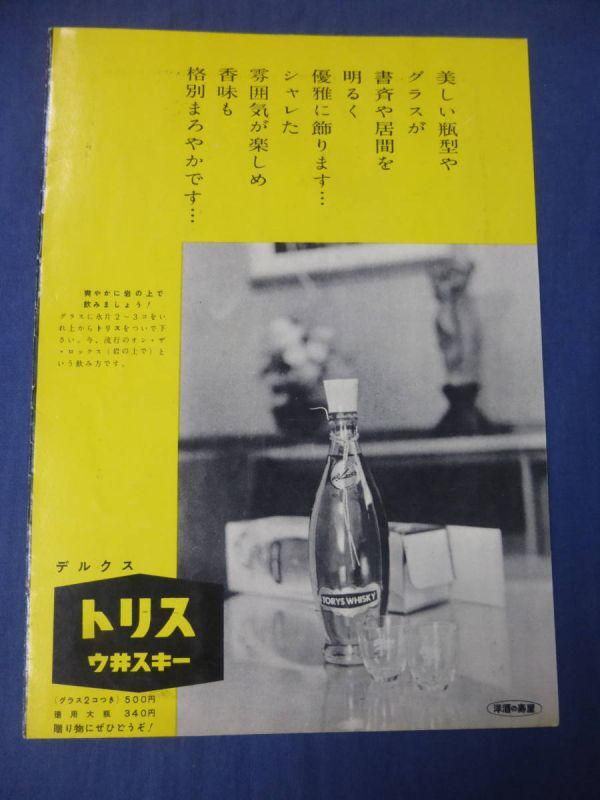 美しい瓶型や
グラスが
書斉や居間を
明るく
優雅に飾ります…
シャレた
雰囲気が楽しめ
香味も
格別まろやかです…
爽やかに岩の上で
飲みましょう!
グラスに氷片2〜3コをい
れ上からトリスをついで下
さい。今、流行のオン・ザ
・ロックス(岩の上で)と
いう飲み方です。
TORYS WHISKY
デルクス
トリス
ウ井スキー
(グラス2コつき)500円
徳用大瓶 340円
贈り物にぜひどうぞ!
洋酒の壽屋